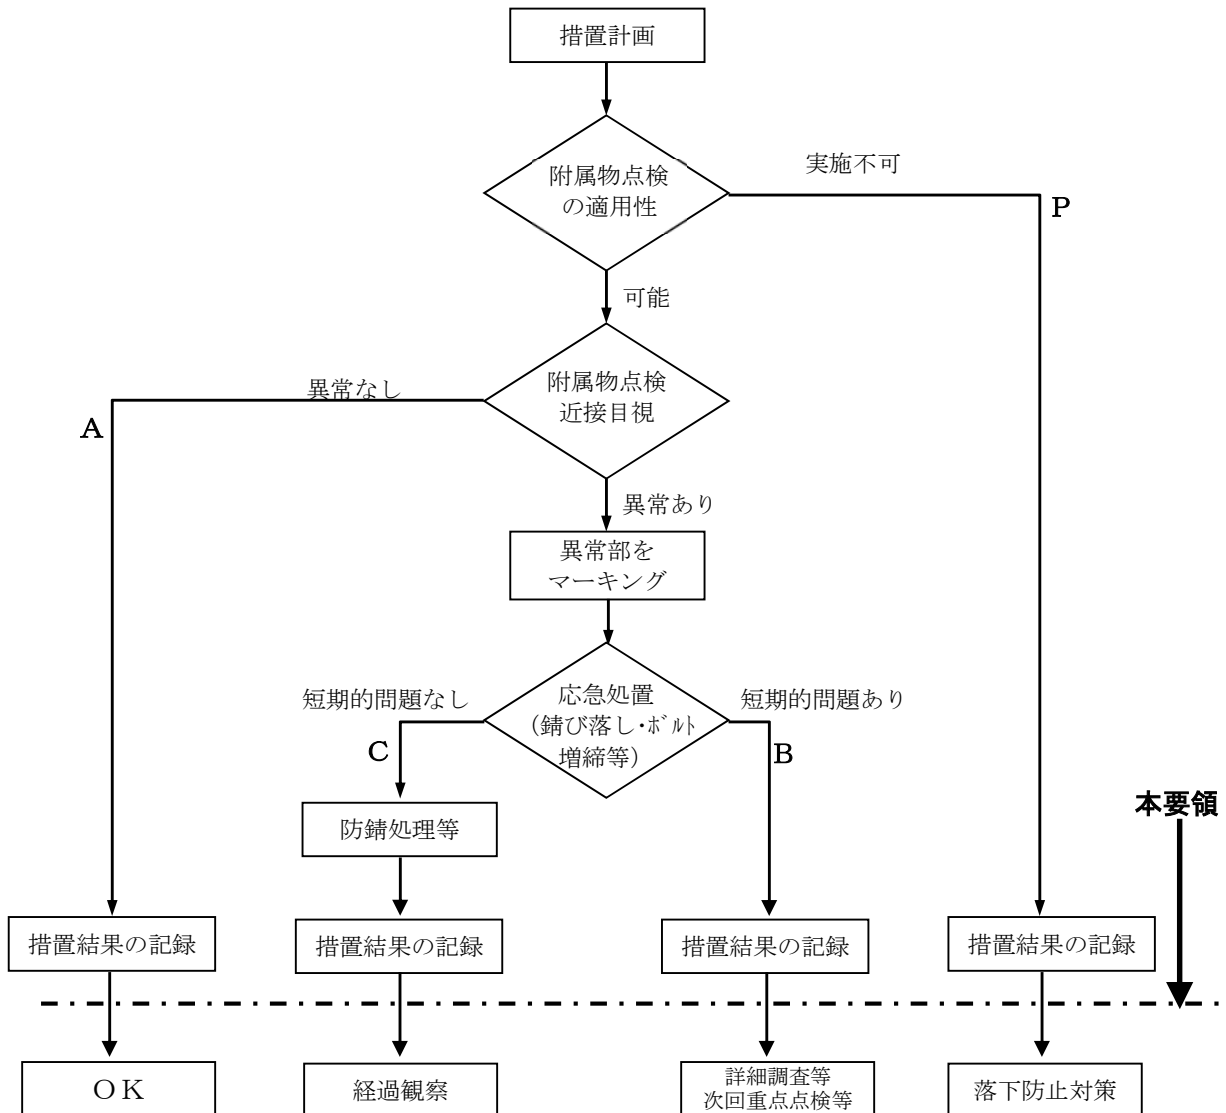 措置計画
附属物点検
の適用性
実施不可
P
可能
附属物点検
近接目視
異常なし
A
異常あり
異常部を
マーキング
短期的問題なし
応急処置
（錆び落し・ﾎﾞﾙﾄ
増締等）
短期的問題あり
C
B
本要領
防錆処理等
措置結果の記録
措置結果の記録
措置結果の記録
措置結果の記録
ＯＫ
経過観察
詳細調査等
次回重点点検等
落下防止対策